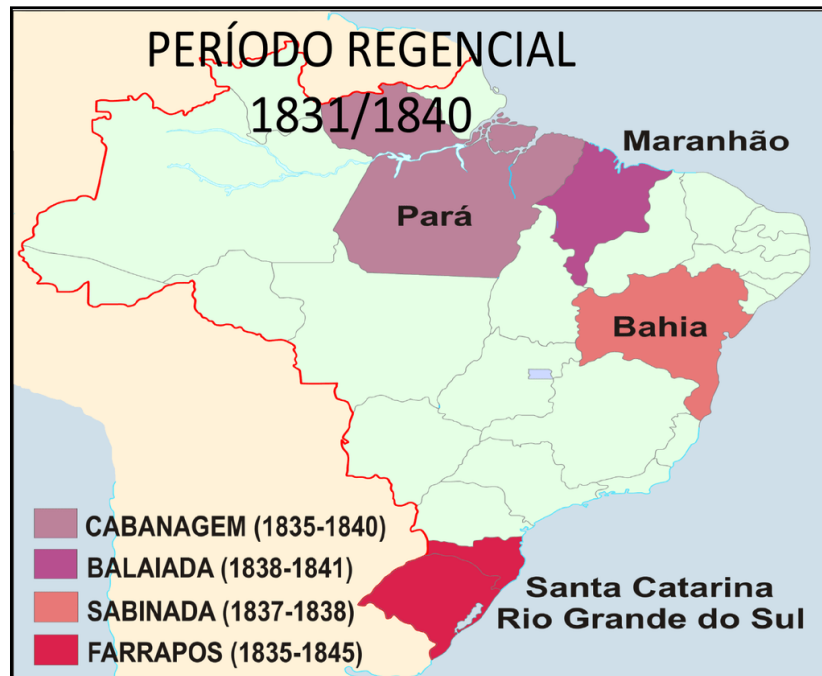 PERÍODO REGENCIAL
1831/1840
Maranhão
Pará
Bahia
CABANAGEM (1835-1840)
BALAIADA (1838-1841)
SABINADA (1837-1838)
FARRAPOS (1835-1845)
Santa Catarina
Rio Grande do Sul